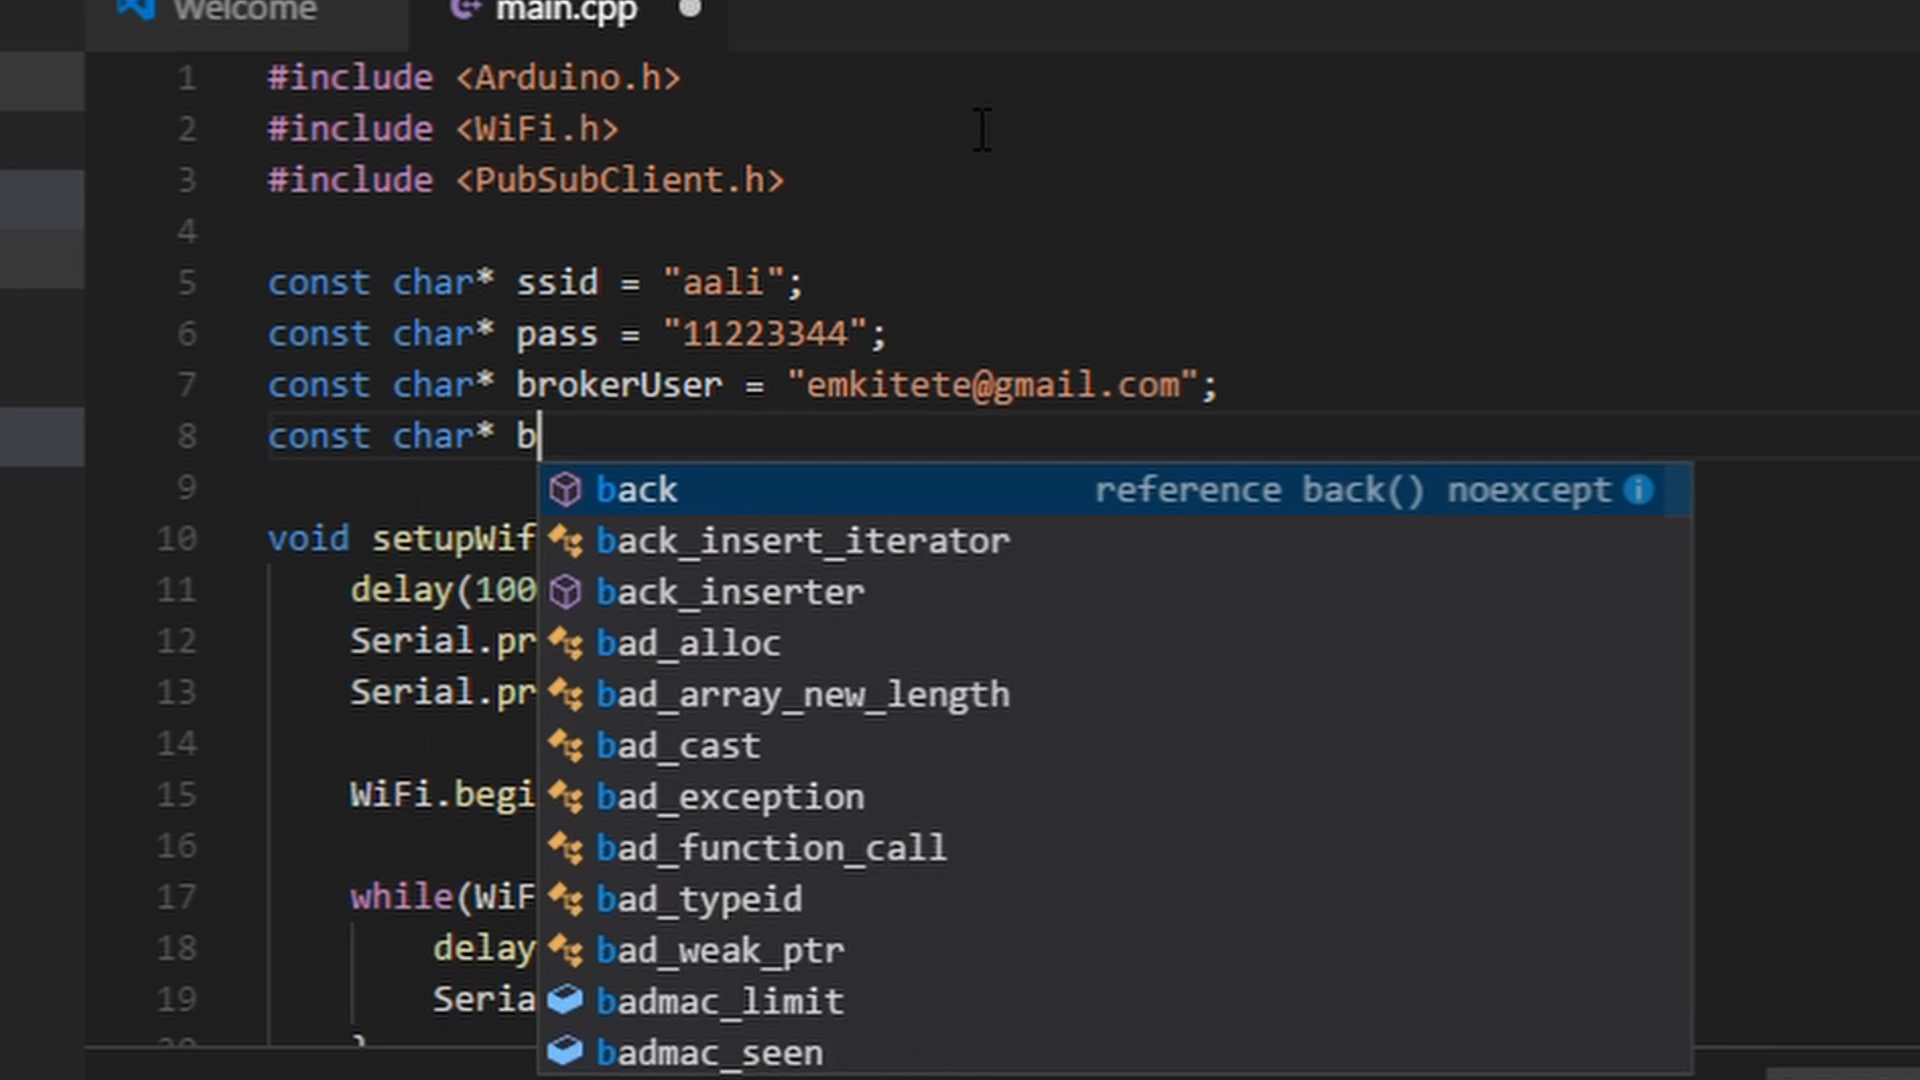 Welcome main.cpp
1 #include <Arduino.h>
2 #include <WiFi.h>
3 #include <PubSubClient.h>
4
5 const char* ssid = "aali";
6 const char* pass = "11223344";
7 const char* brokerUser = "emkitete@gmail.com";
8 const char* b
9
back reference back() noexcept
10 void setupWif
back_insert_iterator
11 delay(100
back_inserter
12 Serial.pr
bad_alloc
13 Serial.pr
bad_array_new_length
14
bad_cast
15 WiFi.begi
bad_exception
16
bad_function_call
17 while(WiF
bad_typeid
18 delay
bad_weak_ptr
19 Seria
badmac_limit
20 }
badmac_seen